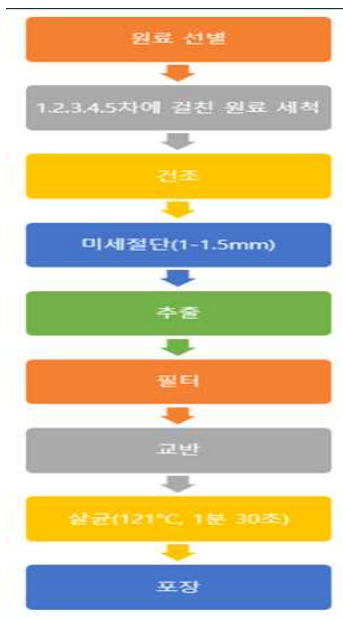 원료 선별
1.2.3.4.5차에 걸친 원료 세척
건조
미세절단(1-1.5mm)
추출
필터
교반
살균(121°C, 1분 30초)
포장